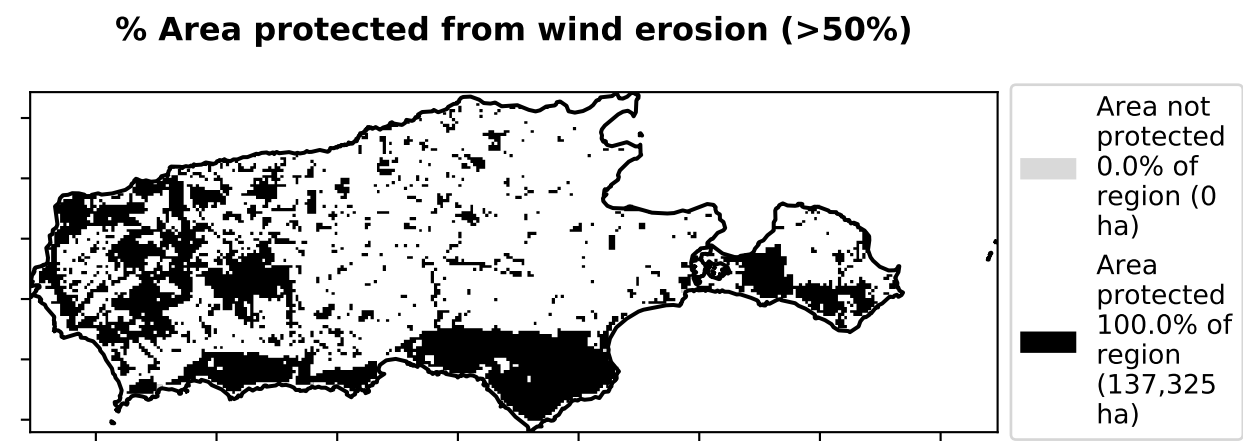 % Area protected from wind erosion (>50%)
Area not
protected
0.0% of
region (0
ha)
Area
protected
100.0% of
region
(137,325
ha)